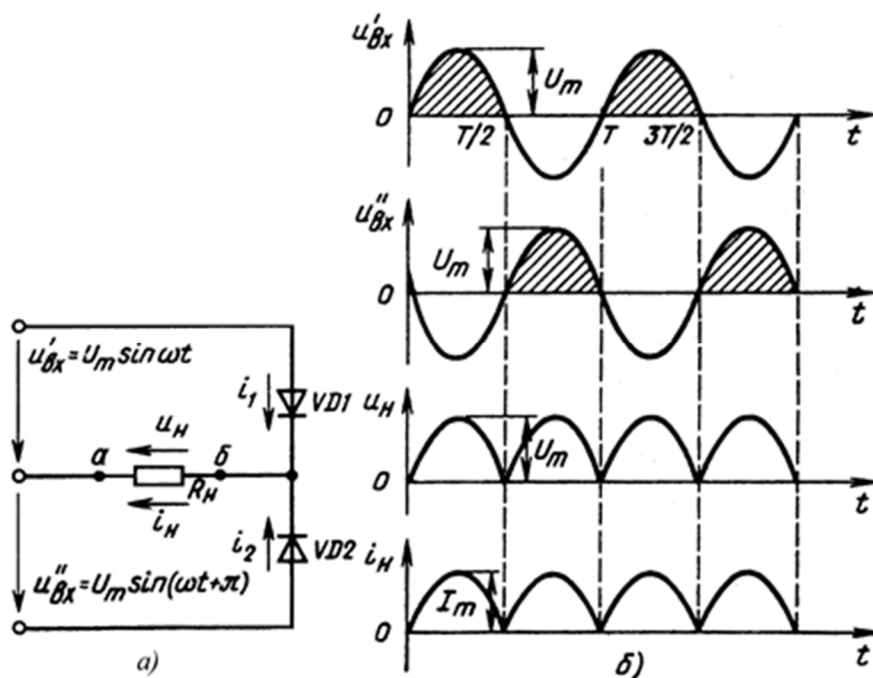 u'вх
Um
0
T/2
T
3T/2
t
u"вх
Um
0
t
u'вх=Um sin ωt
i1
VD1
uн
a
б
Rн
iн
i2
VD2
u"вх=Um sin(ωt+π)
а)
uн
Um
0
t
iн
Im
0
t
б)